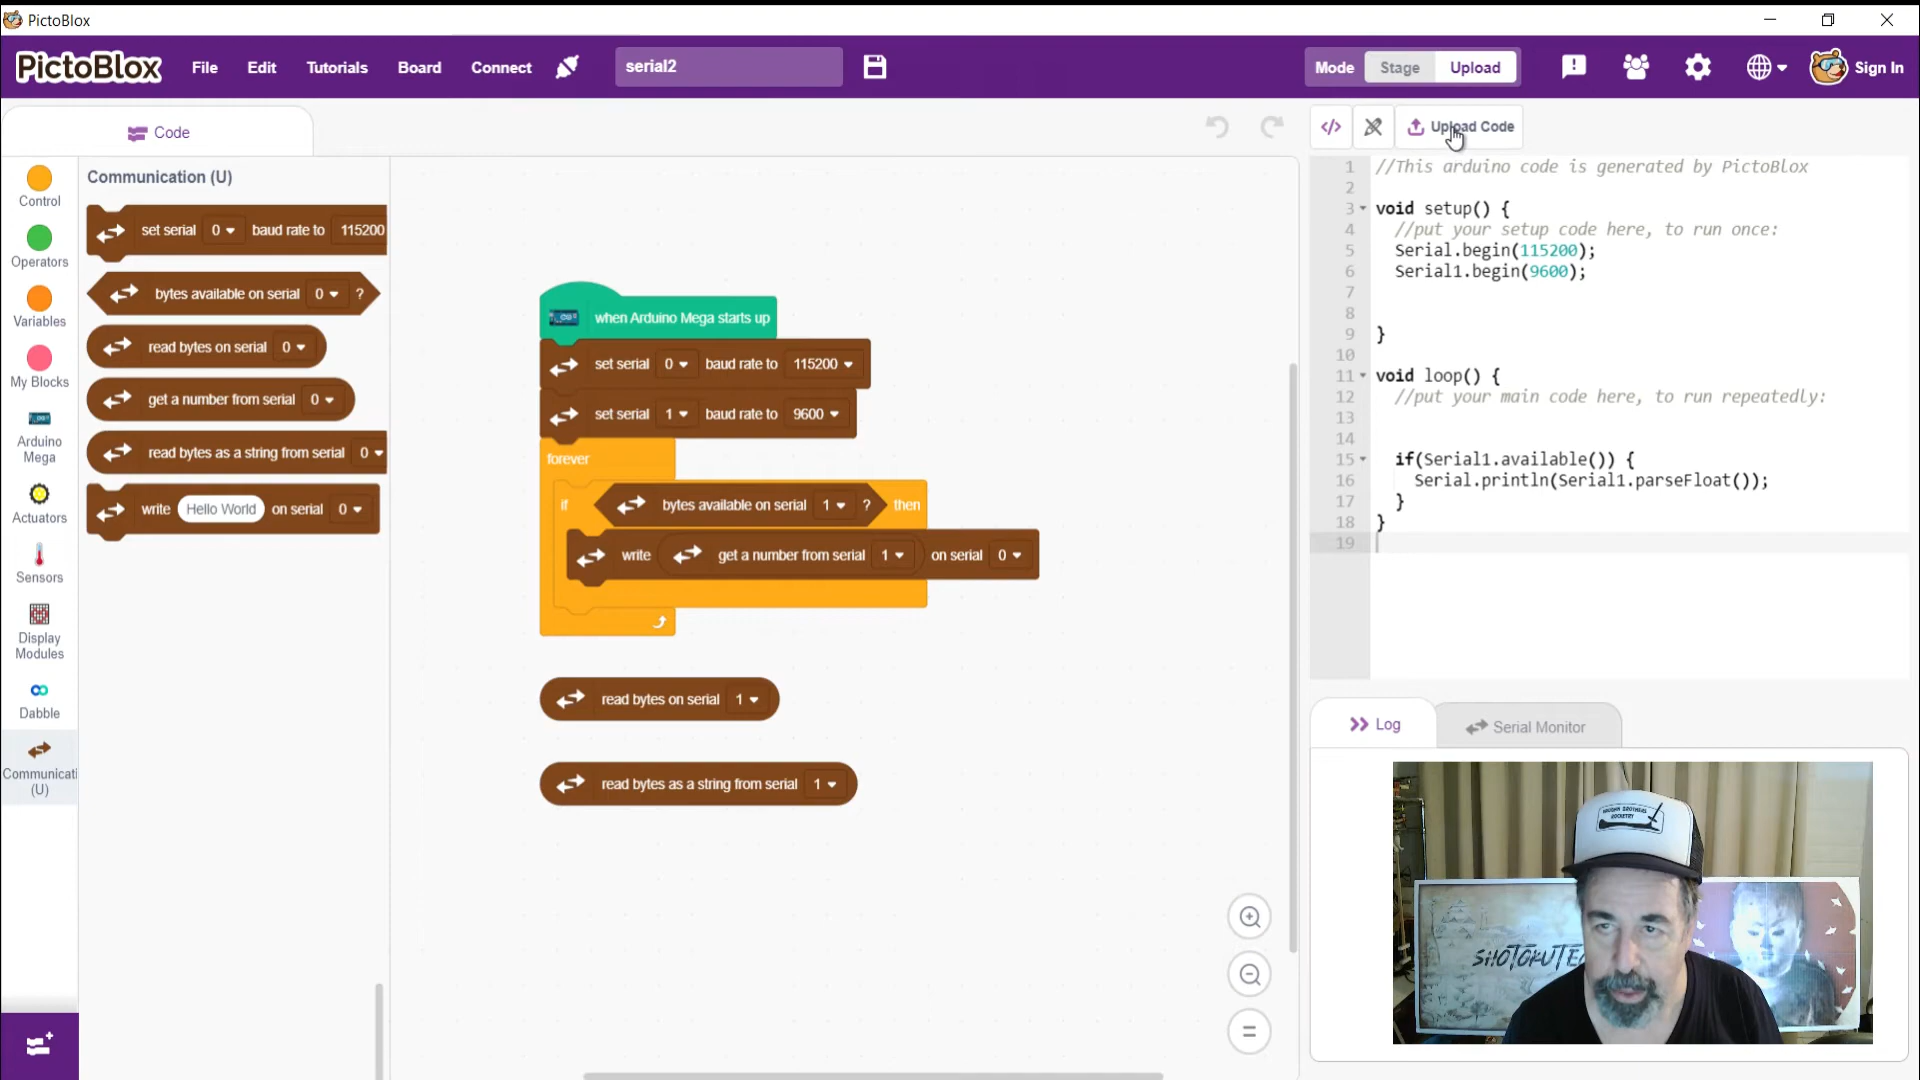 PictoBlox
PictoBlox File Edit Tutorials Board Connect serial2 Mode Stage Upload Sign In
Code
Upload Code
Control
Operators
Variables
My Blocks
Arduino
Mega
Actuators
Sensors
Display
Modules
Dabble
Communicati
(U)
Communication (U)
set serial 0 baud rate to 115200
bytes available on serial 0 ?
read bytes on serial 0
get a number from serial 0
read bytes as a string from serial 0
write Hello World on serial 0
when Arduino Mega starts up
set serial 0 baud rate to 115200
set serial 1 baud rate to 9600
forever
if bytes available on serial 1 ? then
write get a number from serial 1 on serial 0
read bytes on serial 1
read bytes as a string from serial 1
1 //This arduino code is generated by PictoBlox
2
3 void setup() {
4 //put your setup code here, to run once:
5 Serial.begin(115200);
6 Serial1.begin(9600);
7
8
9 }
10
11 void loop() {
12 //put your main code here, to run repeatedly:
13
14
15 if(Serial1.available()) {
16 Serial.println(Serial1.parseFloat());
17 }
18 }
19
Log
Serial Monitor
VAUGHN BROTHERS
ROCKETRY